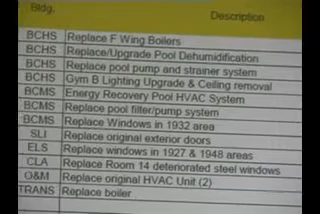 Bldg. Description
BCHS Replace F Wing Boilers
BCHS Replace/Upgrade Pool Dehumidification
BCHS Replace pool pump and strainer system
BCHS Gym B Lighting Upgrade & Ceiling removal
BCMS Energy Recovery Pool HVAC System
BCMS Replace pool filter/pump system
BCMS Replace Windows in 1932 area
SLI Replace original exterior doors
ELS Replace windows in 1927 & 1948 areas
CLA Replace Room 14 deteriorated steel windows
O&M Replace original HVAC Unit (2)
TRANS Replace boiler